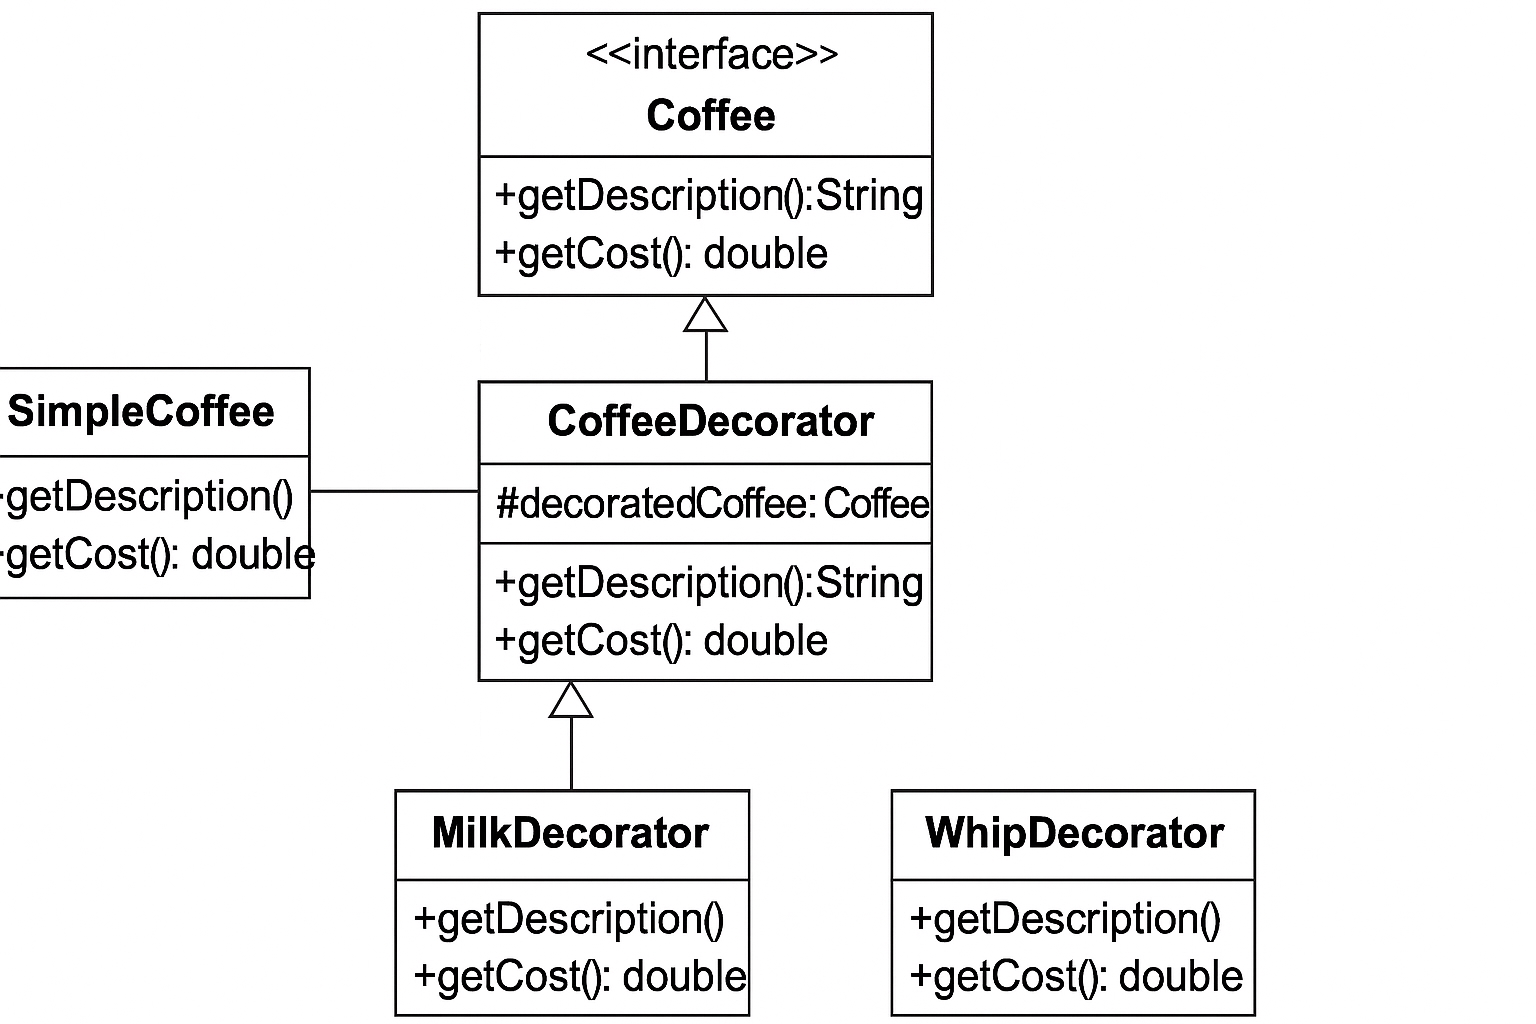 <<interface>>
Coffee
+getDescription():String
+getCost(): double
SimpleCoffee
-getDescription()
-getCost(): double
CoffeeDecorator
#decoratedCoffee: Coffee
+getDescription():String
+getCost(): double
MilkDecorator
+getDescription()
+getCost(): double
WhipDecorator
+getDescription()
+getCost(): double